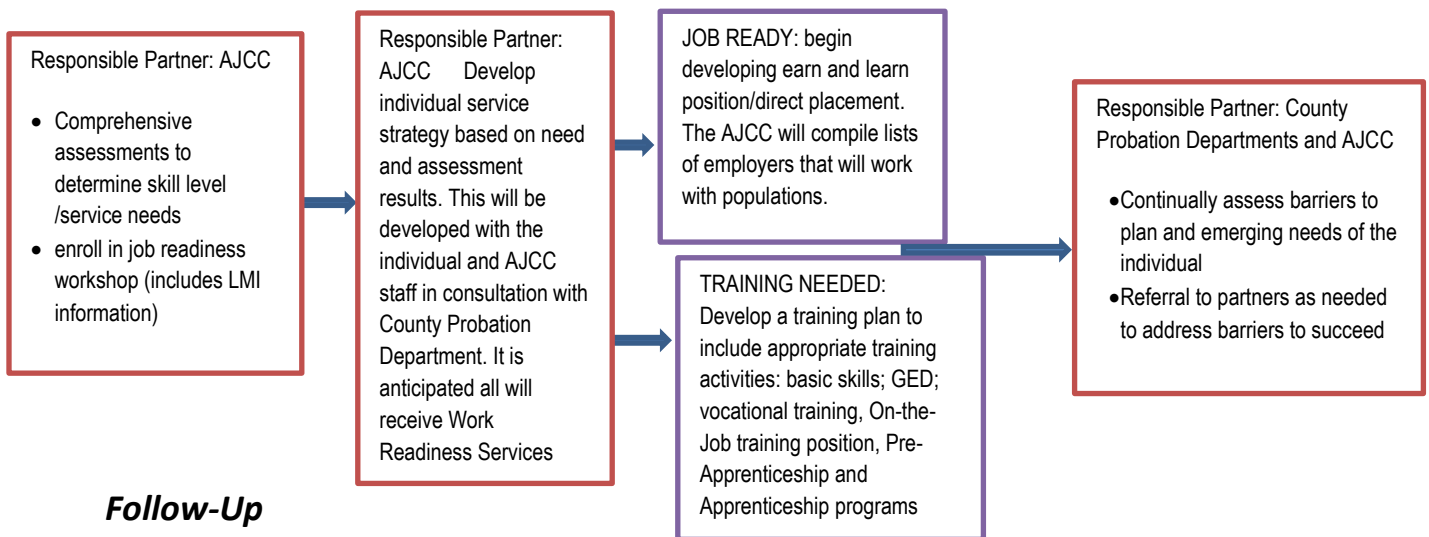 Responsible Partner: AJCC
• Comprehensive
assessments to
determine skill level
/service needs
• enroll in job readiness
workshop (includes LMI
information)
Responsible Partner:
AJCC Develop
individual service
strategy based on need
and assessment
results. This will be
developed with the
individual and AJCC
staff in consultation with
County Probation
Department. It is
anticipated all will
receive Work
Readiness Services
JOB READY: begin
developing earn and learn
position/direct placement.
The AJCC will compile lists
of employers that will work
with populations.
TRAINING NEEDED:
Develop a training plan to
include appropriate training
activities: basic skills; GED;
vocational training, On-the-
Job training position, Pre-
Apprenticeship and
Apprenticeship programs
Responsible Partner: County
Probation Departments and AJCC
•Continually assess barriers to
plan and emerging needs of the
individual
•Referral to partners as needed
to address barriers to succeed
Follow-Up